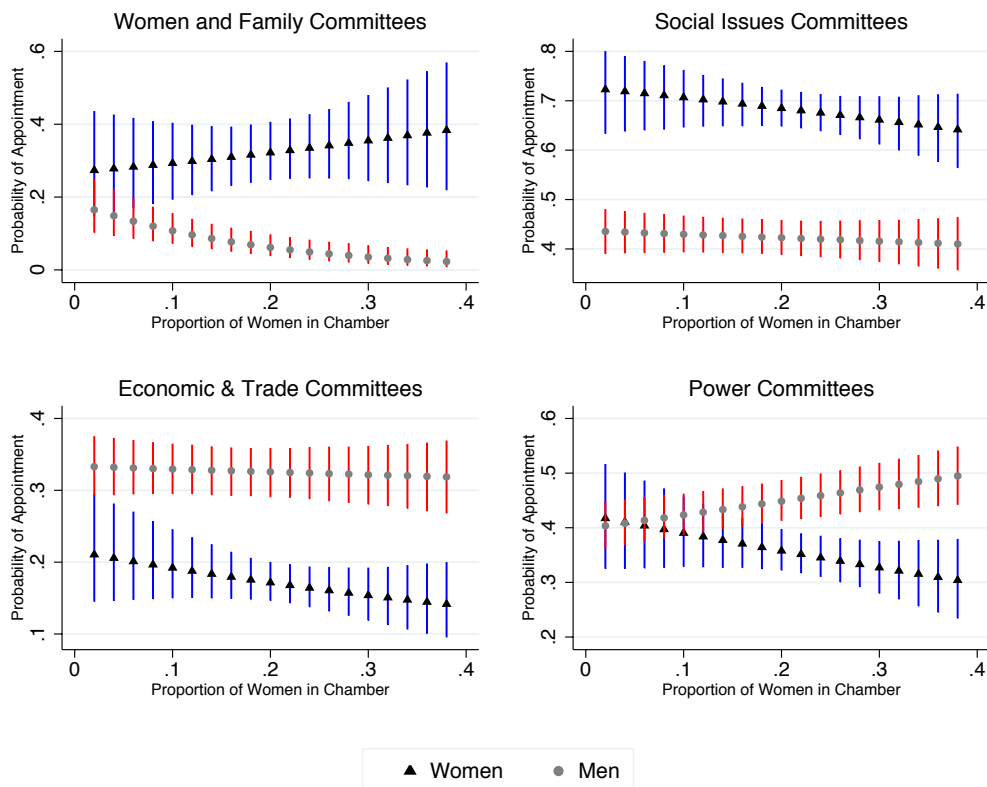 Women and Family Committees
Probability of Appointment
0 .2 .4 .6
0 .1 .2 .3 .4
Proportion of Women in Chamber
Social Issues Committees
Probability of Appointment
.4 .5 .6 .7 .8
0 .1 .2 .3 .4
Proportion of Women in Chamber
Economic & Trade Committees
Probability of Appointment
.1 .2 .3 .4
0 .1 .2 .3 .4
Proportion of Women in Chamber
Power Committees
Probability of Appointment
.2 .3 .4 .5 .6
0 .1 .2 .3 .4
Proportion of Women in Chamber
Women Men